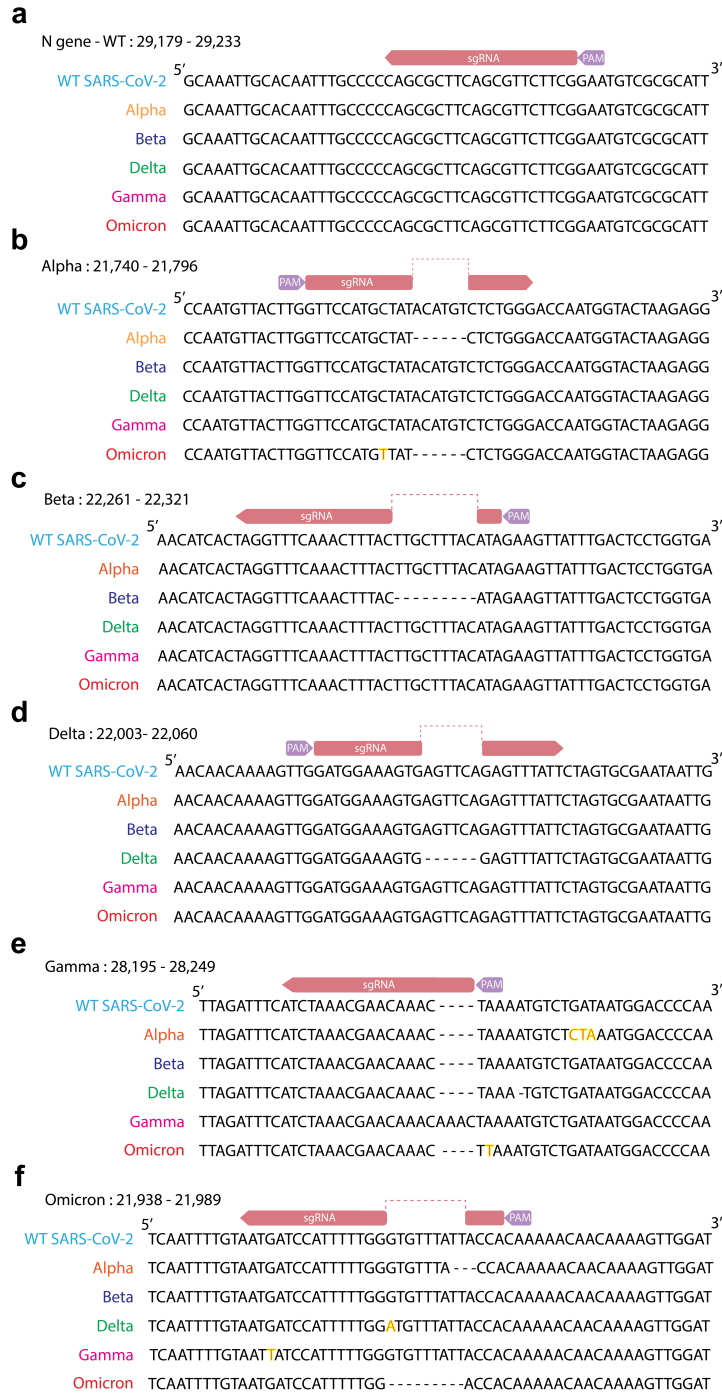 a
N gene - WT : 29,179 - 29,233
sgRNA PAM
5′ 3′
WT SARS-CoV-2 GCAAATTGCACAATTTGCCCCCAGCGCTTCAGCGTTCTTCGGAATGTCGCGCATT
Alpha GCAAATTGCACAATTTGCCCCCAGCGCTTCAGCGTTCTTCGGAATGTCGCGCATT
Beta GCAAATTGCACAATTTGCCCCCAGCGCTTCAGCGTTCTTCGGAATGTCGCGCATT
Delta GCAAATTGCACAATTTGCCCCCAGCGCTTCAGCGTTCTTCGGAATGTCGCGCATT
Gamma GCAAATTGCACAATTTGCCCCCAGCGCTTCAGCGTTCTTCGGAATGTCGCGCATT
Omicron GCAAATTGCACAATTTGCCCCCAGCGCTTCAGCGTTCTTCGGAATGTCGCGCATT
b
Alpha : 21,740 - 21,796
PAM sgRNA
5′ 3′
WT SARS-CoV-2 CCAATGTTACTTGGTTCCATGCTATACATGTCTCTGGGACCAATGGTACTAAGAGG
Alpha CCAATGTTACTTGGTTCCATGCTAT------CTCTGGGACCAATGGTACTAAGAGG
Beta CCAATGTTACTTGGTTCCATGCTATACATGTCTCTGGGACCAATGGTACTAAGAGG
Delta CCAATGTTACTTGGTTCCATGCTATACATGTCTCTGGGACCAATGGTACTAAGAGG
Gamma CCAATGTTACTTGGTTCCATGCTATACATGTCTCTGGGACCAATGGTACTAAGAGG
Omicron CCAATGTTACTTGGTTCCATGTTAT------CTCTGGGACCAATGGTACTAAGAGG
c
Beta : 22,261 - 22,321
sgRNA PAM
5′ 3′
WT SARS-CoV-2 AACATCACTAGGTTTCAAACTTTACTTGCTTTACATAGAAGTTATTTGACTCCTGGTGA
Alpha AACATCACTAGGTTTCAAACTTTACTTGCTTTACATAGAAGTTATTTGACTCCTGGTGA
Beta AACATCACTAGGTTTCAAACTTTAC---------ATAGAAGTTATTTGACTCCTGGTGA
Delta AACATCACTAGGTTTCAAACTTTACTTGCTTTACATAGAAGTTATTTGACTCCTGGTGA
Gamma AACATCACTAGGTTTCAAACTTTACTTGCTTTACATAGAAGTTATTTGACTCCTGGTGA
Omicron AACATCACTAGGTTTCAAACTTTACTTGCTTTACATAGAAGTTATTTGACTCCTGGTGA
d
Delta : 22,003- 22,060
PAM sgRNA
5′ 3′
WT SARS-CoV-2 AACAACAAAAGTTGGATGGAAAGTGAGTTCAGAGTTTATTCTAGTGCGAATAATTG
Alpha AACAACAAAAGTTGGATGGAAAGTGAGTTCAGAGTTTATTCTAGTGCGAATAATTG
Beta AACAACAAAAGTTGGATGGAAAGTGAGTTCAGAGTTTATTCTAGTGCGAATAATTG
Delta AACAACAAAAGTTGGATGGAAAGTG------GAGTTTATTCTAGTGCGAATAATTG
Gamma AACAACAAAAGTTGGATGGAAAGTGAGTTCAGAGTTTATTCTAGTGCGAATAATTG
Omicron AACAACAAAAGTTGGATGGAAAGTGAGTTCAGAGTTTATTCTAGTGCGAATAATTG
e
Gamma : 28,195 - 28,249
sgRNA PAM
5′ 3′
WT SARS-CoV-2 TTAGATTTCATCTAAACGAACAAAC ---- TAAAATGTCTGATAATGGACCCCAA
Alpha TTAGATTTCATCTAAACGAACAAAC ---- TAAAATGTCTCTAAATGGACCCCAA
Beta TTAGATTTCATCTAAACGAACAAAC ---- TAAAATGTCTGATAATGGACCCCAA
Delta TTAGATTTCATCTAAACGAACAAAC ---- TAAA -TGTCTGATAATGGACCCCAA
Gamma TTAGATTTCATCTAAACGAACAAACAAACTAAAATGTCTGATAATGGACCCCAA
Omicron TTAGATTTCATCTAAACGAACAAAC ---- TTAAATGTCTGATAATGGACCCCAA
f
Omicron : 21,938 - 21,989
sgRNA PAM
5′ 3′
WT SARS-CoV-2 TCAATTTTGTAATGATCCATTTTTGGGTGTTTATTACCACAAAAACAACAAAAGTTGGAT
Alpha TCAATTTTGTAATGATCCATTTTTGGGTGTTTA ---CCACAAAAACAACAAAAGTTGGAT
Beta TCAATTTTGTAATGATCCATTTTTGGGTGTTTATTACCACAAAAACAACAAAAGTTGGAT
Delta TCAATTTTGTAATGATCCATTTTTGGATGTTTATTACCACAAAAACAACAAAAGTTGGAT
Gamma TCAATTTTGTAATTATCCATTTTTGGGTGTTTATTACCACAAAAACAACAAAAGTTGGAT
Omicron TCAATTTTGTAATGATCCATTTTTGG ---------ACCACAAAAACAACAAAAGTTGGAT